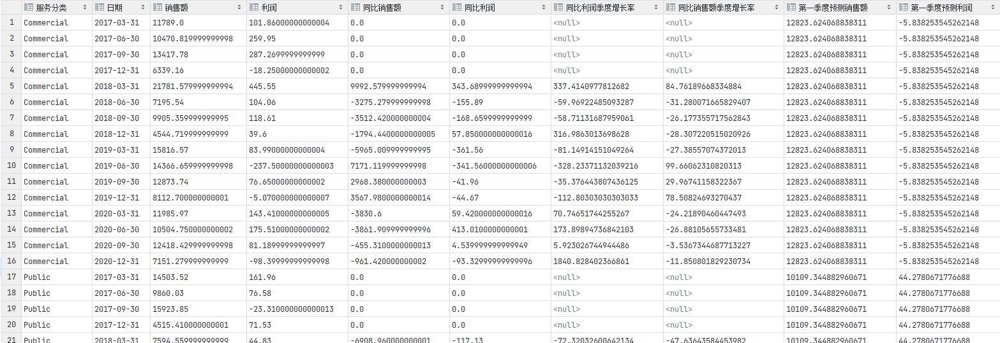 服务分类 日期 销售额 利润 同比销售额 同比利润 同比利润季度增长率 同比销售额季度增长率 第一季度预测销售额 第一季度预测利润
1 Commercial 2017-03-31 11789.0 101.86000000000004 0.0 0.0 <null> <null> 12823.624068838311 -5.838253545262148
2 Commercial 2017-06-30 10470.819999999998 259.95 0.0 0.0 <null> <null> 12823.624068838311 -5.838253545262148
3 Commercial 2017-09-30 13417.78 287.2699999999999 0.0 0.0 <null> <null> 12823.624068838311 -5.838253545262148
4 Commercial 2017-12-31 6339.16 -18.25000000000002 0.0 0.0 <null> <null> 12823.624068838311 -5.838253545262148
5 Commercial 2018-03-31 21781.579999999994 445.55 9992.579999999994 343.68999999999994 337.4140977812682 84.76189668334884 12823.624068838311 -5.838253545262148
6 Commercial 2018-06-30 7195.54 104.06 -3275.279999999998 -155.89 -59.96922485093287 -31.280071665829407 12823.624068838311 -5.838253545262148
7 Commercial 2018-09-30 9905.359999999995 118.61 -3512.420000000004 -168.6599999999999 -58.71131687959061 -26.177355717562843 12823.624068838311 -5.838253545262148
8 Commercial 2018-12-31 4544.719999999999 39.6 -1794.4400000000005 57.850000000000016 316.9863013698628 -28.307220515020926 12823.624068838311 -5.838253545262148
9 Commercial 2019-03-31 15816.57 83.99000000000004 -5965.009999999995 -361.56 -81.14914151049264 -27.38557074372013 12823.624068838311 -5.838253545262148
10 Commercial 2019-06-30 14366.659999999998 -237.50000000000003 7171.119999999998 -341.56000000000006 -328.23371132039216 99.66062310820313 12823.624068838311 -5.838253545262148
11 Commercial 2019-09-30 12873.74 76.65000000000002 2968.380000000003 -41.96 -35.376443807436125 29.96741158322367 12823.624068838311 -5.838253545262148
12 Commercial 2019-12-31 8112.700000000001 -5.070000000000007 3567.9800000000014 -44.67 -112.80303030303033 78.50824693270437 12823.624068838311 -5.838253545262148
13 Commercial 2020-03-31 11985.97 143.41000000000005 -3830.6 59.420000000000016 70.74651744255267 -24.21890460447493 12823.624068838311 -5.838253545262148
14 Commercial 2020-06-30 10504.750000000002 175.51000000000002 -3861.909999999996 413.0100000000001 173.89894736842103 -26.88105655733481 12823.624068838311 -5.838253545262148
15 Commercial 2020-09-30 12418.429999999998 81.18999999999997 -455.3100000000013 4.539999999999949 5.923026744944486 -3.5367344687713227 12823.624068838311 -5.838253545262148
16 Commercial 2020-12-31 7151.279999999999 -98.39999999999998 -961.420000000002 -93.32999999999996 1840.828402366861 -11.850801829230734 12823.624068838311 -5.838253545262148
17 Public 2017-03-31 14503.52 161.96 0.0 0.0 <null> <null> 10109.344882960671 44.2780671776688
18 Public 2017-06-30 9860.03 76.58 0.0 0.0 <null> <null> 10109.344882960671 44.2780671776688
19 Public 2017-09-30 15923.85 -23.310000000000013 0.0 0.0 <null> <null> 10109.344882960671 44.2780671776688
20 Public 2017-12-31 4515.410000000001 71.53 0.0 0.0 <null> <null> 10109.344882960671 44.2780671776688
21 Public 2018-03-31 7594.559999999999 44.83 -6908.960000000001 -117.13 -72.32032600642134 -47.63643584453982 10109.344882960671 44.2780671776688